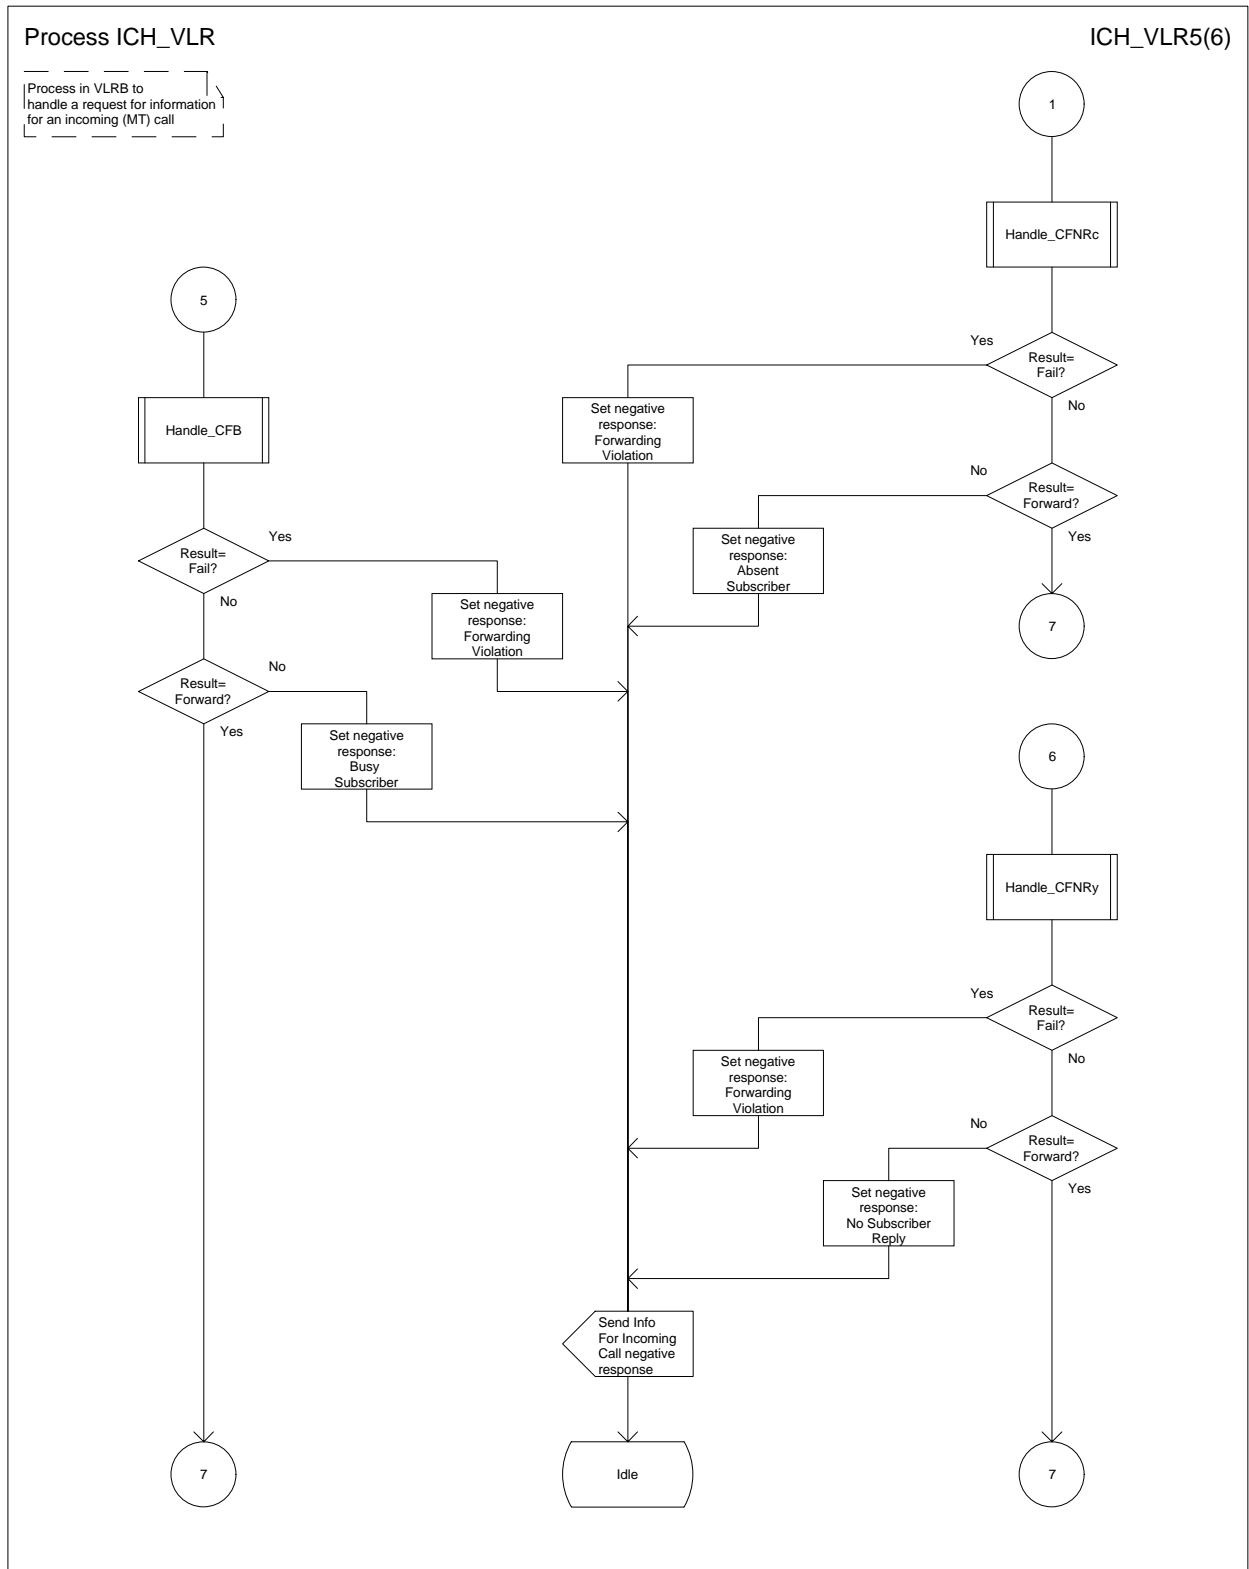 Process ICH_VLR
ICH_VLR5(6)
Process in VLRB to
handle a request for information
for an incoming (MT) call
1
Handle_CFNRc
5
Yes
Result=
Fail?
No
Set negative
response:
Forwarding
Violation
Handle_CFB
No
Result=
Forward?
Yes
Set negative
response:
Absent
Subscriber
Result=
Fail?
Yes
No
Set negative
response:
Forwarding
Violation
7
Result=
Forward?
No
Yes
Set negative
response:
Busy
Subscriber
6
Handle_CFNRy
Yes
Result=
Fail?
No
Set negative
response:
Forwarding
Violation
No
Result=
Forward?
Yes
Set negative
response:
No Subscriber
Reply
Send Info
For Incoming
Call negative
response
7
Idle
7